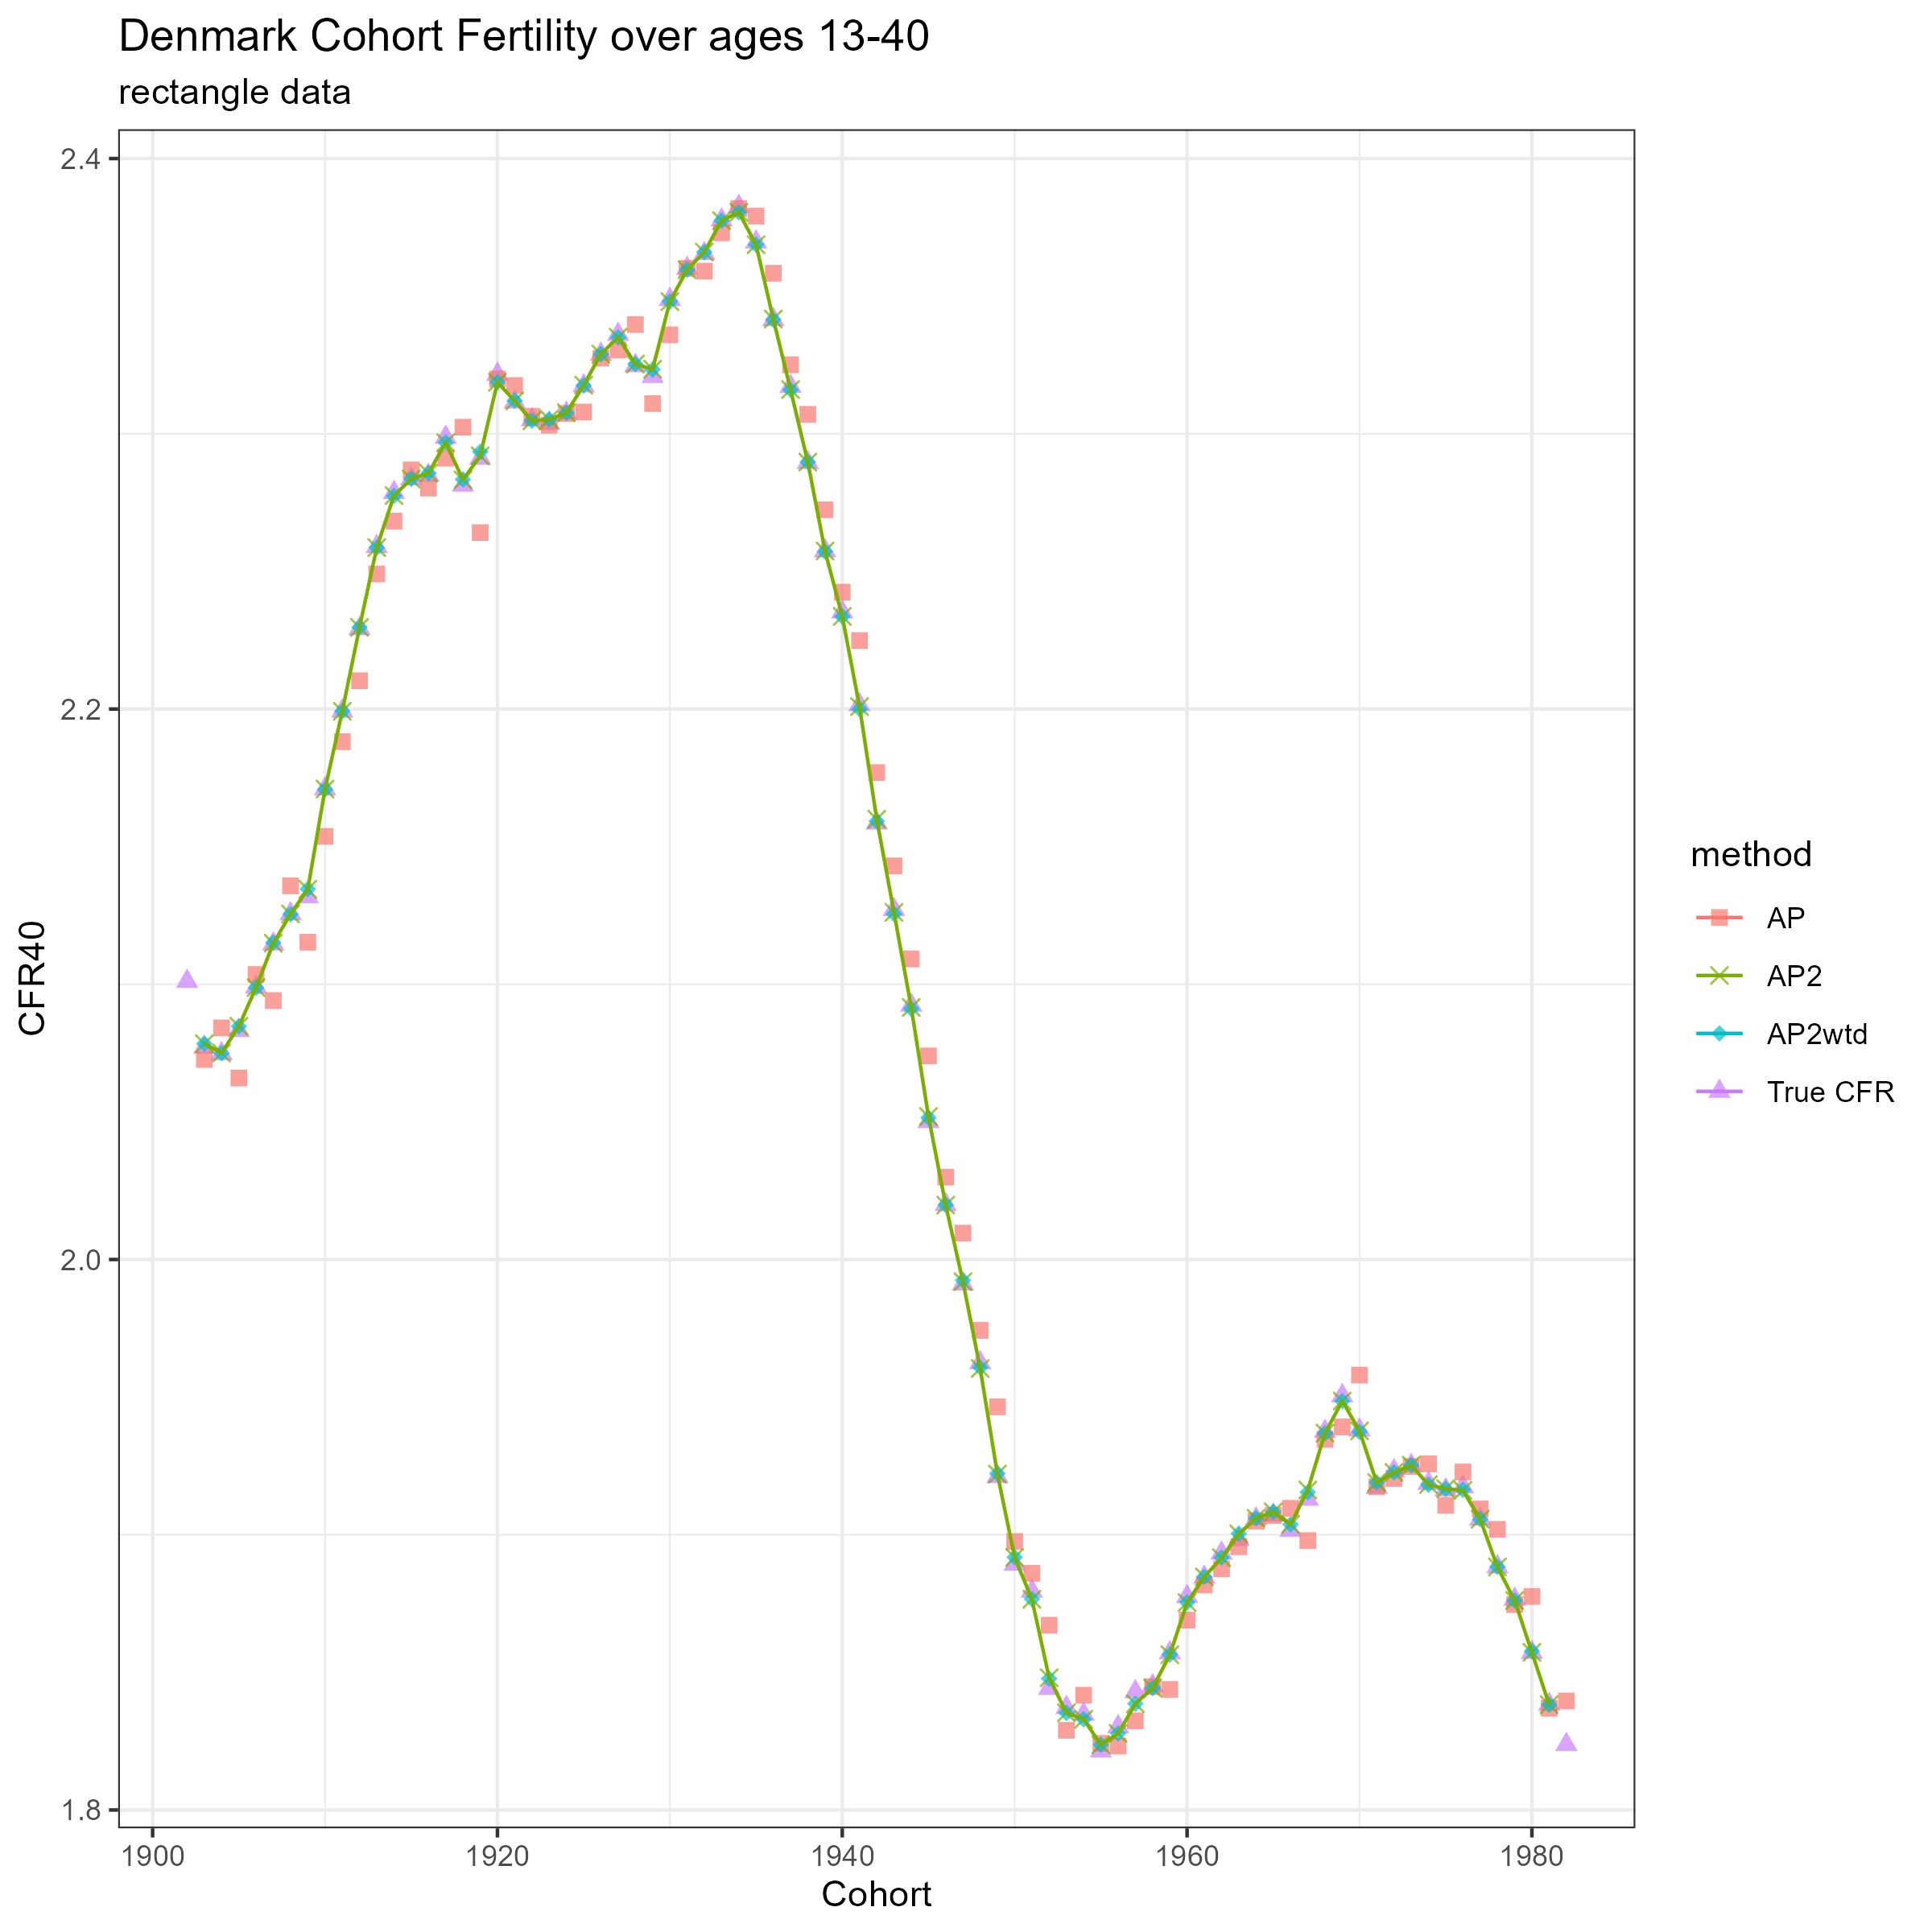 Denmark Cohort Fertility over ages 13-40
rectangle data
2.4
2.2
2.0
1.8
CFR40
1900 1920 1940 1960 1980
Cohort
method
AP
AP2
AP2wtd
True CFR